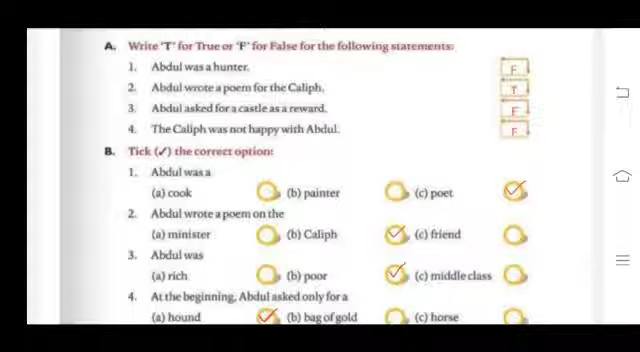 A. Write 'T' for True or 'F' for False for the following statements:
1. Abdul was a hunter. F
2. Abdul wrote a poem for the Caliph. T
3. Abdul asked for a castle as a reward. F
4. The Caliph was not happy with Abdul. F
B. Tick (✓) the correct option:
1. Abdul was a
(a) cook (b) painter (c) poet ✓
2. Abdul wrote a poem on the
(a) minister (b) Caliph ✓ (c) friend
3. Abdul was
(a) rich (b) poor ✓ (c) middle class
4. At the beginning, Abdul asked only for a
(a) hound ✓ (b) bag of gold (c) horse